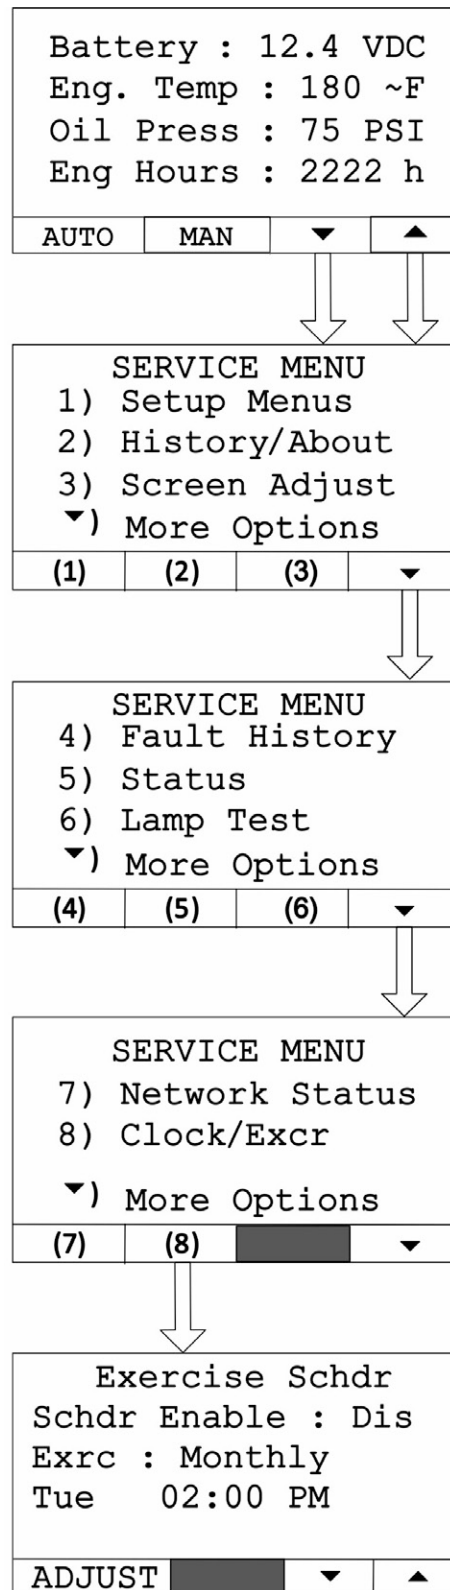 Battery : 12.4 VDC
Eng. Temp : 180 ~F
Oil Press : 75 PSI
Eng Hours : 2222 h
AUTO MAN ▼ ▲
SERVICE MENU
1) Setup Menus
2) History/About
3) Screen Adjust
▼) More Options
(1) (2) (3) ▼
SERVICE MENU
4) Fault History
5) Status
6) Lamp Test
▼) More Options
(4) (5) (6) ▼
SERVICE MENU
7) Network Status
8) Clock/Excr
▼) More Options
(7) (8) ▼
Exercise Schdr
Schdr Enable : Dis
Exrc : Monthly
Tue 02:00 PM
ADJUST ▼ ▲